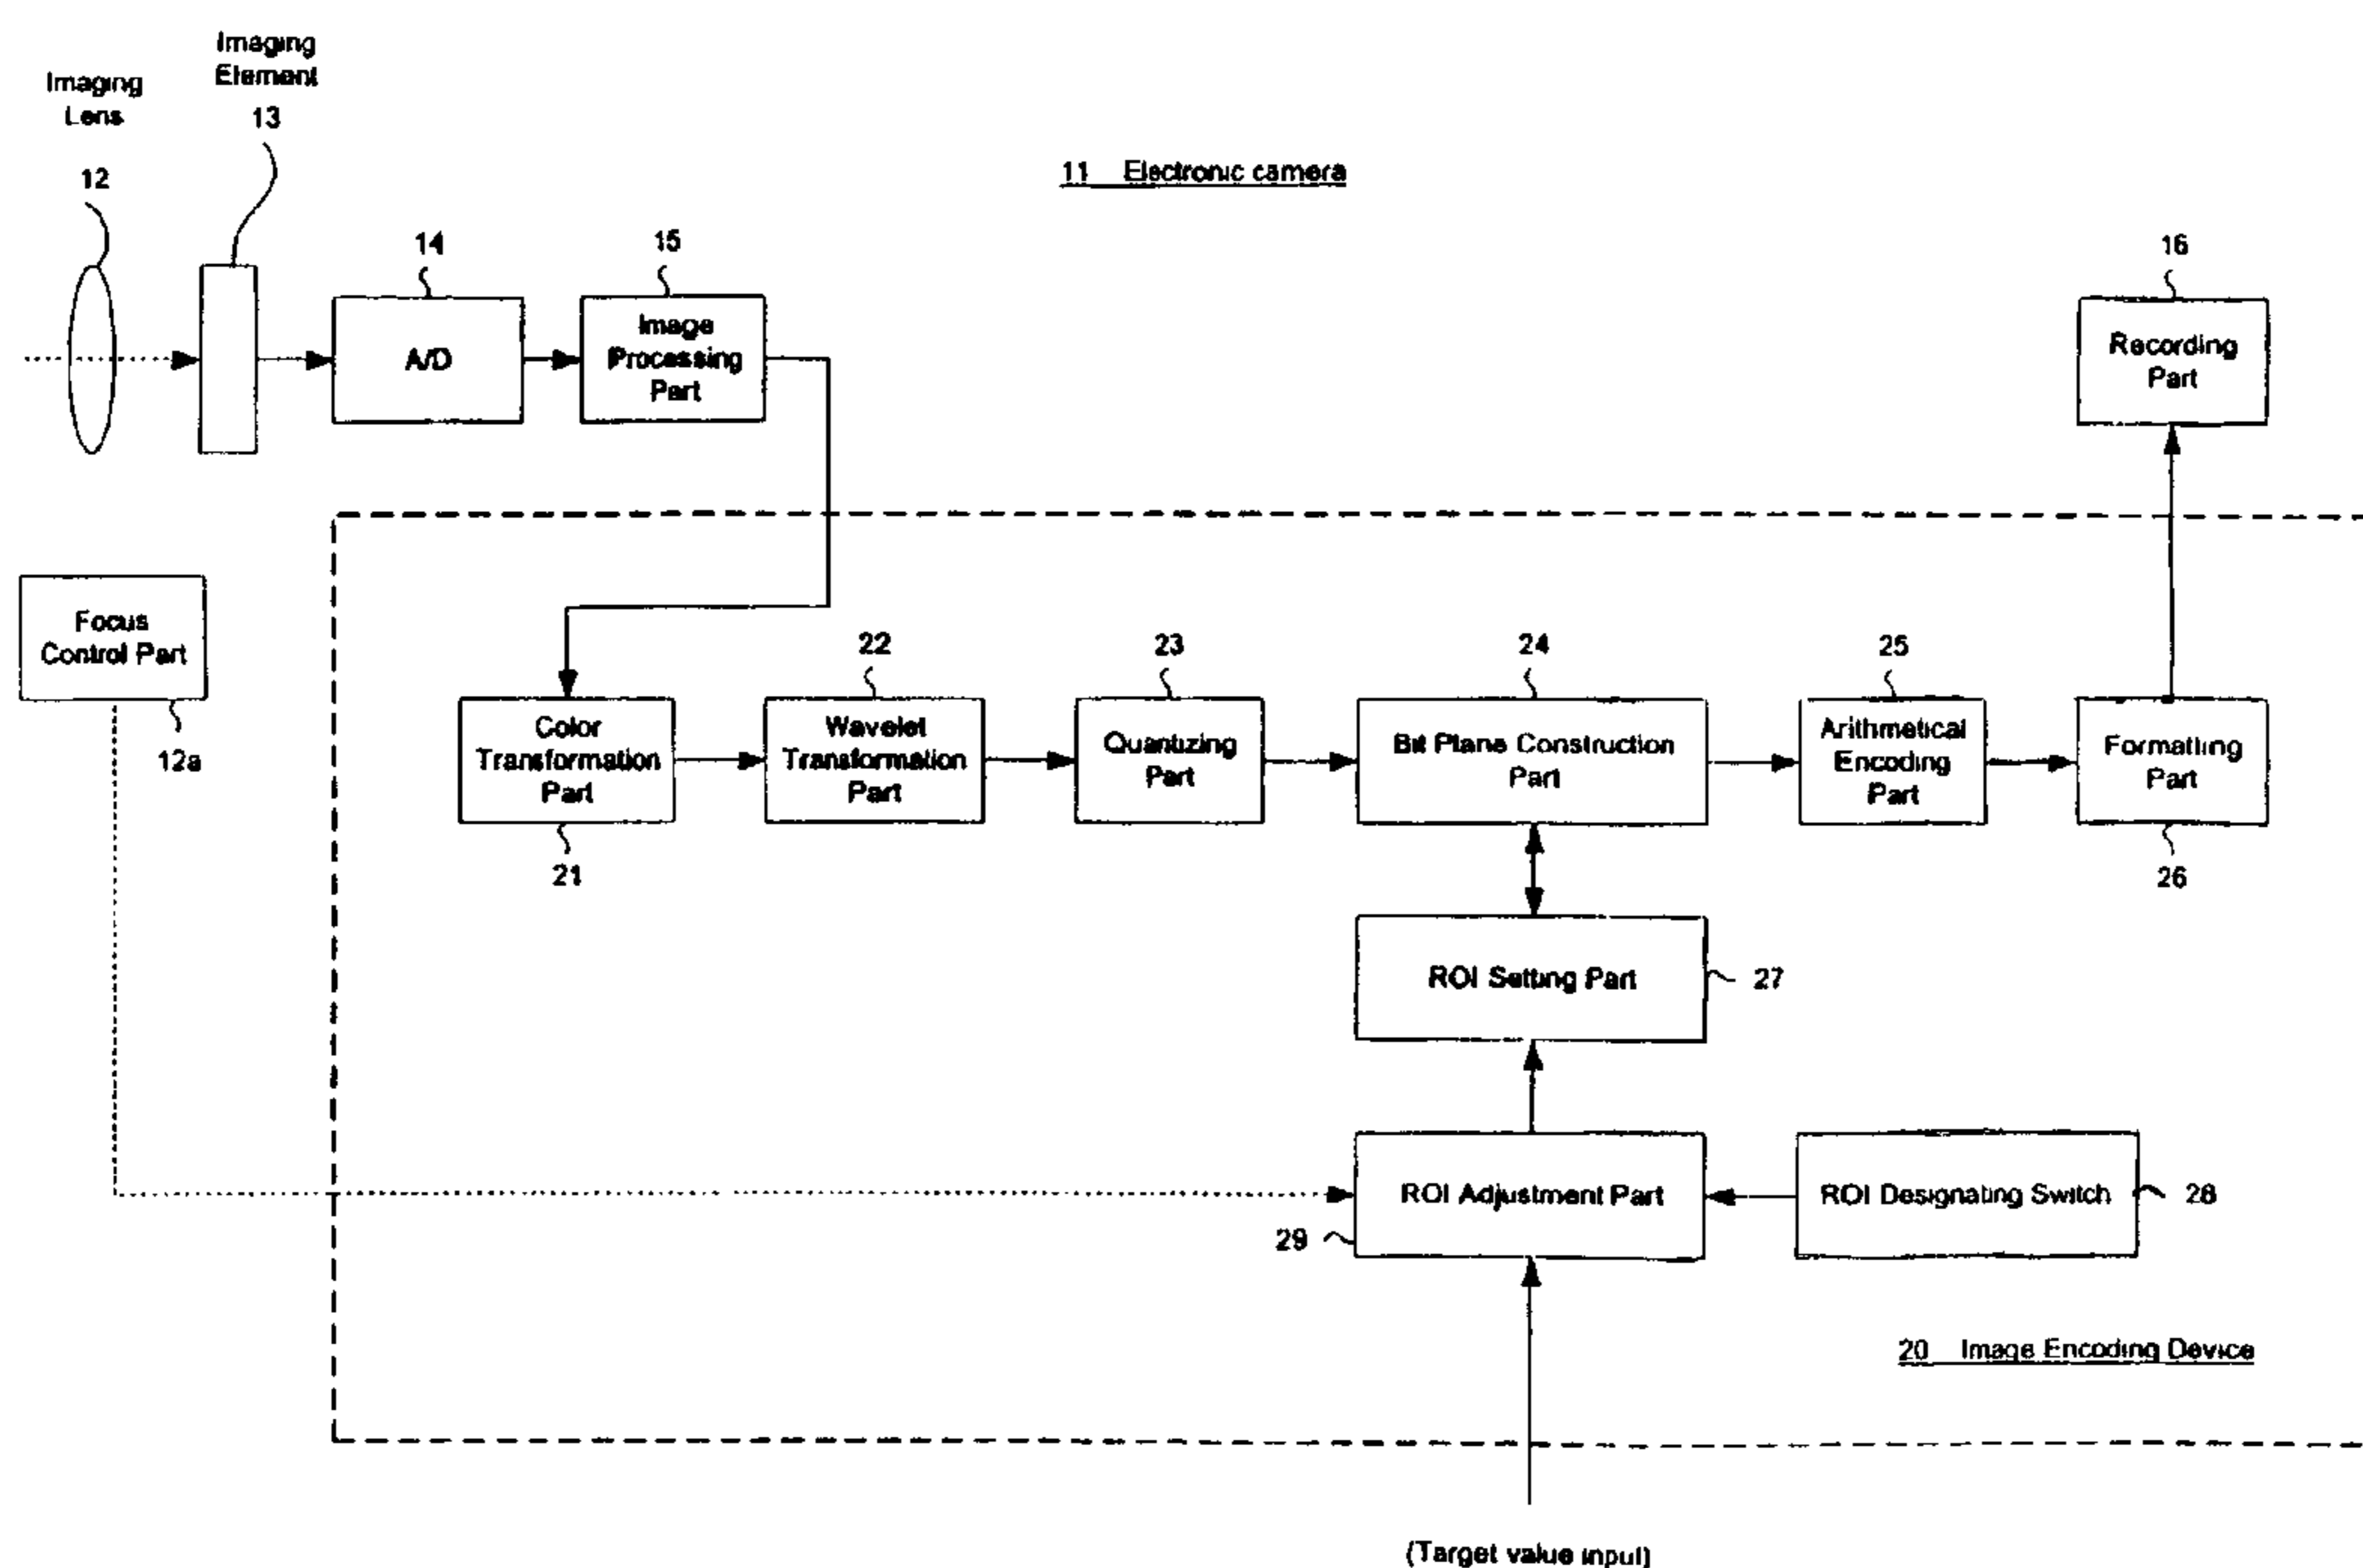 Imaging
Element
13
Imaging
Lens
12
11 Electronic camera
14
15
16
A/D
Image
Processing
Part
Recording
Part
Focus
Control Part
12a
22
23
24
25
Color
Transformation
Part
21
Wavelet
Transformation
Part
Quantizing
Part
Bit Plane Construction
Part
Arithmetical
Encoding
Part
Formatting
Part
26
ROI Setting Part
27
ROI Adjustment Part
29
ROI Designating Switch
28
20 Image Encoding Device
(Target value input)